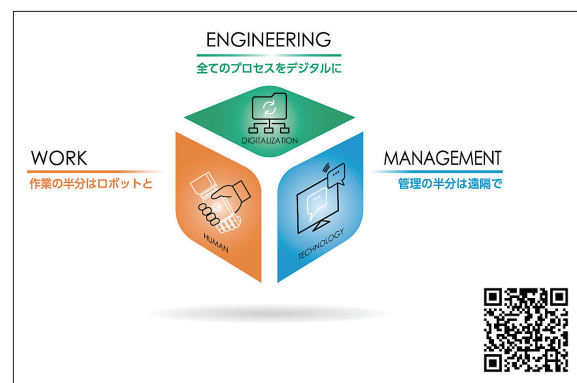 ENGINEERING
全てのプロセスをデジタルに
DIGITALIZATION
WORK
作業の半分はロボットと
HUMAN
MANAGEMENT
管理の半分は遠隔で
TECHNOLOGY